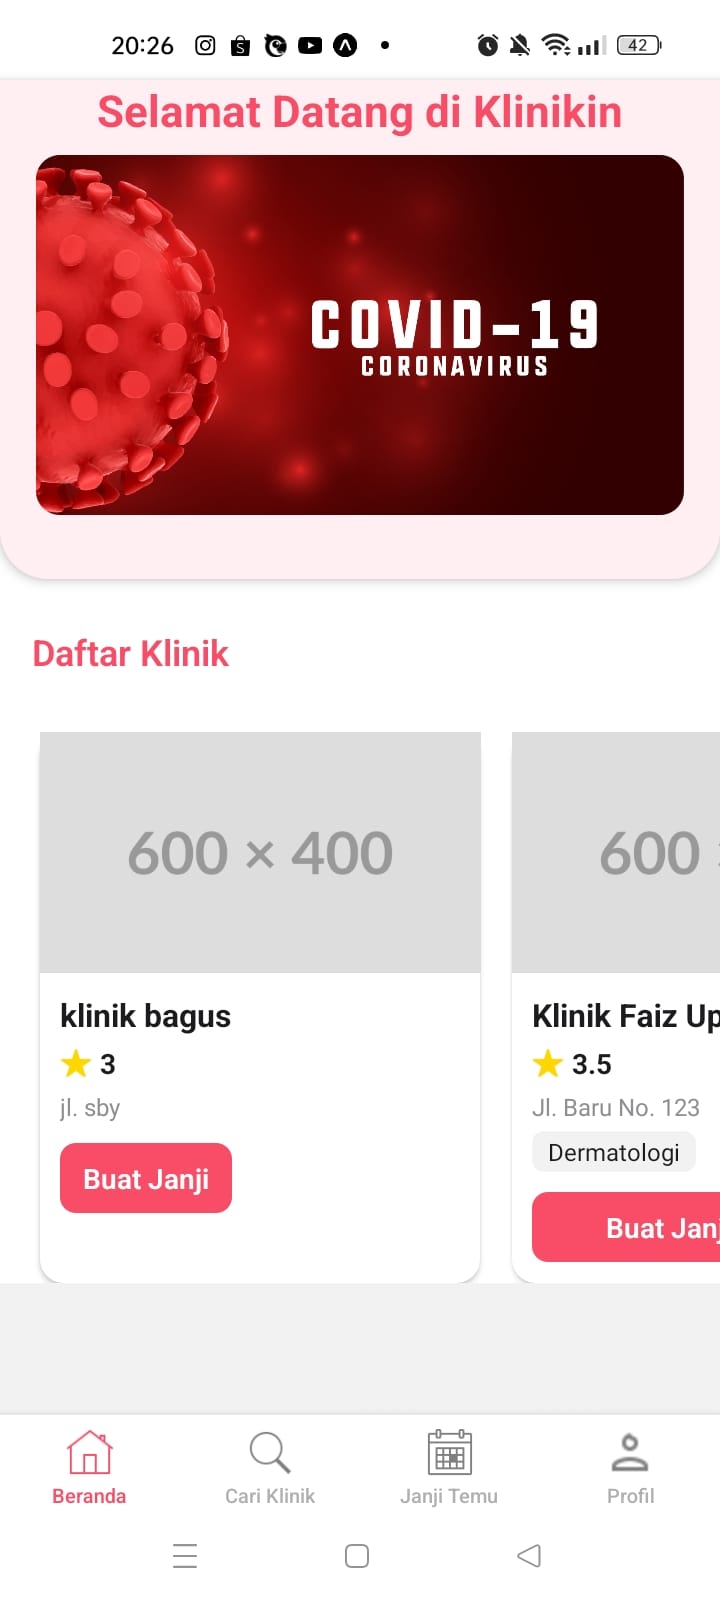 20:26
42
Selamat Datang di Klinikin
COVID-19
CORONAVIRUS
Daftar Klinik
600 × 400
600
klinik bagus
3
jl. sby
Buat Janji
Klinik Faiz Up
3.5
Jl. Baru No. 123
Dermatologi
Buat Janj
Beranda
Cari Klinik
Janji Temu
Profil